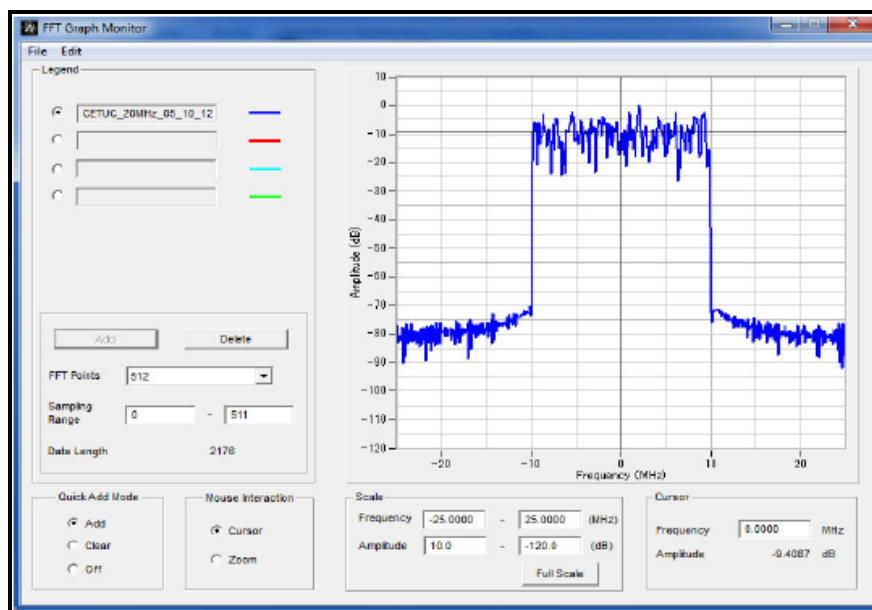 FFT Graph Monitor
File Edit
Legend
CETUC_20MHz_05_10_12
Add Delete
FFT Points 512
Sampling Range 0 - 511
Data Length 2176
Amplitude (dB)
10
0
-10
-20
-30
-40
-50
-60
-70
-80
-90
-100
-110
-120
-20 -10 0 10 20
Frequency (MHz)
Quick Add Mode
Add
Clear
Off
Mouse Interaction
Cursor
Zoom
Scale
Frequency -25.0000 - 25.0000 (MHz)
Amplitude 10.0 - -120.0 (dB)
Full Scale
Cursor
Frequency 0.0000 MHz
Amplitude -9.4087 dB